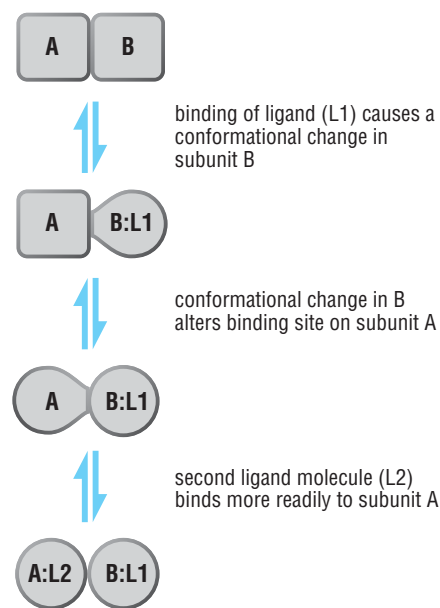 A B
binding of ligand (L1) causes a
conformational change in
subunit B
A B:L1
conformational change in B
alters binding site on subunit A
A B:L1
second ligand molecule (L2)
binds more readily to subunit A
A:L2 B:L1